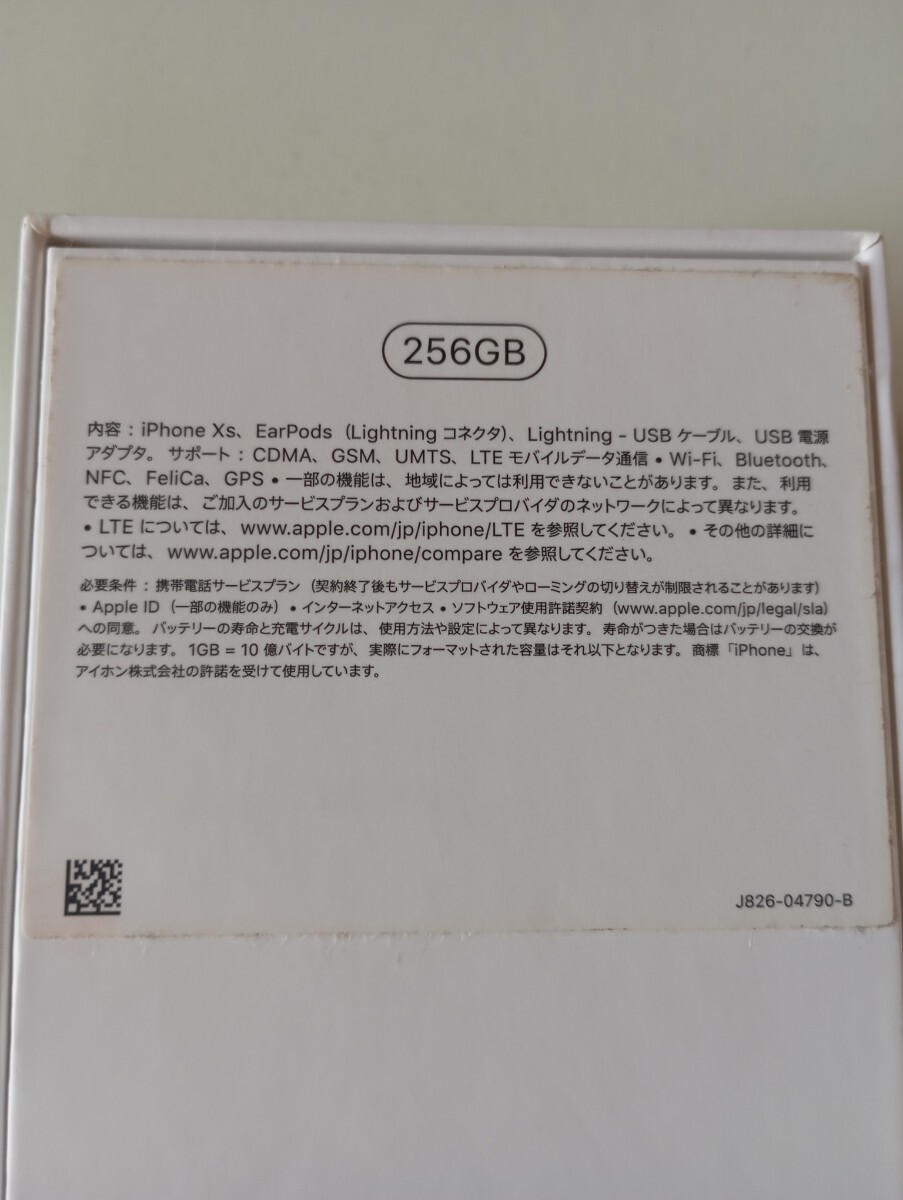 256GB
内容：iPhone Xs、EarPods（Lightning コネクタ）、Lightning - USB ケーブル、USB 電源
アダプタ。サポート：CDMA、GSM、UMTS、LTE モバイルデータ通信 • Wi-Fi、Bluetooth、
NFC、FeliCa、GPS • 一部の機能は、地域によっては利用できないことがあります。また、利用
できる機能は、ご加入のサービスプランおよびサービスプロバイダのネットワークによって異なります。
• LTE については、www.apple.com/jp/iphone/LTE を参照してください。 • その他の詳細に
ついては、www.apple.com/jp/iphone/compare を参照してください。
必要条件：携帯電話サービスプラン（契約終了後もサービスプロバイダやローミングの切り替えが制限されることがあります）
• Apple ID（一部の機能のみ）• インターネットアクセス • ソフトウェア使用許諾契約（www.apple.com/jp/legal/sla）
への同意。バッテリーの寿命と充電サイクルは、使用方法や設定によって異なります。寿命がつきた場合はバッテリーの交換が
必要になります。1GB = 10 億バイトですが、実際にフォーマットされた容量はそれ以下となります。商標「iPhone」は、
アイホン株式会社の許諾を受けて使用しています。
J826-04790-B